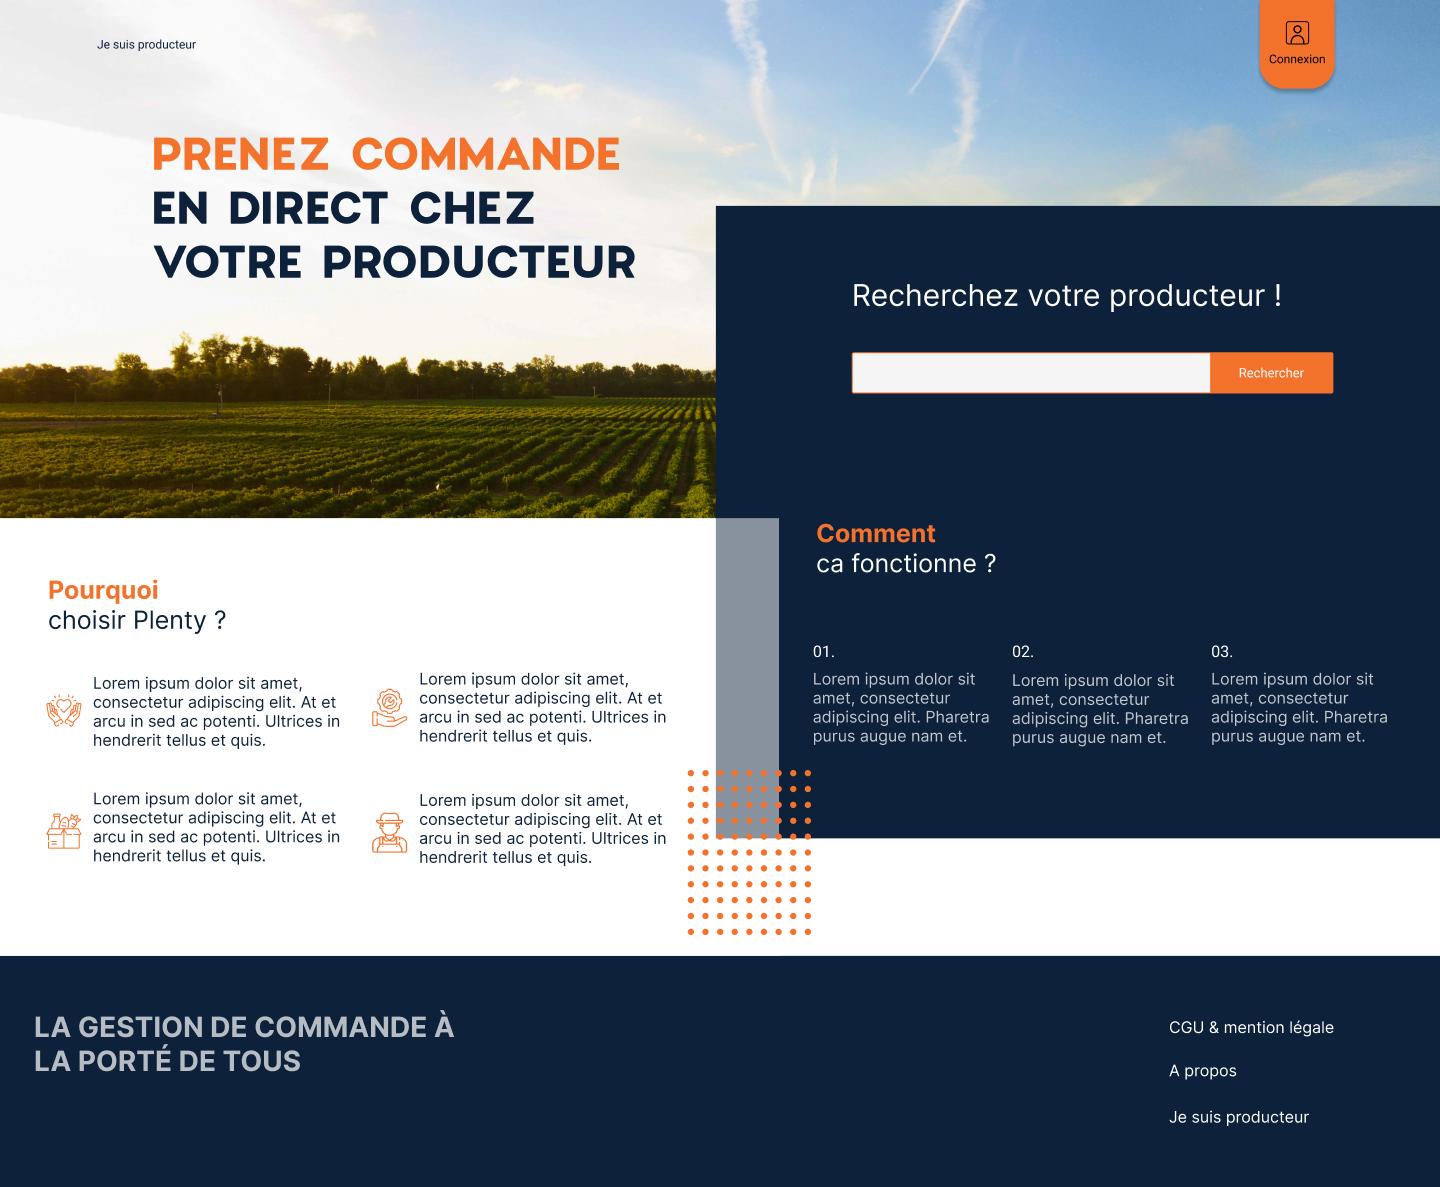 Je suis producteur
Connexion
PRENEZ COMMANDE
EN DIRECT CHEZ
VOTRE PRODUCTEUR
Recherchez votre producteur !
Rechercher
Pourquoi
choisir Plenty ?
Lorem ipsum dolor sit amet,
consectetur adipiscing elit. At et
arcu in sed ac potenti. Ultrices in
hendrerit tellus et quis.
Lorem ipsum dolor sit amet,
consectetur adipiscing elit. At et
arcu in sed ac potenti. Ultrices in
hendrerit tellus et quis.
Lorem ipsum dolor sit amet,
consectetur adipiscing elit. At et
arcu in sed ac potenti. Ultrices in
hendrerit tellus et quis.
Lorem ipsum dolor sit amet,
consectetur adipiscing elit. At et
arcu in sed ac potenti. Ultrices in
hendrerit tellus et quis.
Comment
ca fonctionne ?
01.
Lorem ipsum dolor sit
amet, consectetur
adipiscing elit. Pharetra
purus augue nam et.
02.
Lorem ipsum dolor sit
amet, consectetur
adipiscing elit. Pharetra
purus augue nam et.
03.
Lorem ipsum dolor sit
amet, consectetur
adipiscing elit. Pharetra
purus augue nam et.
LA GESTION DE COMMANDE À
LA PORTÉ DE TOUS
CGU & mention légale
A propos
Je suis producteur